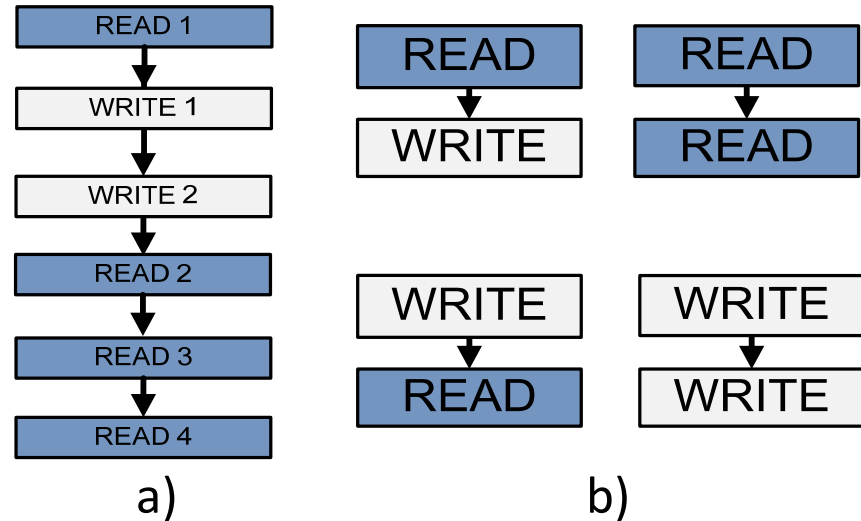 READ 1
WRITE 1
WRITE 2
READ 2
READ 3
READ 4
a)
READ
WRITE
READ
READ
WRITE
READ
WRITE
WRITE
b)